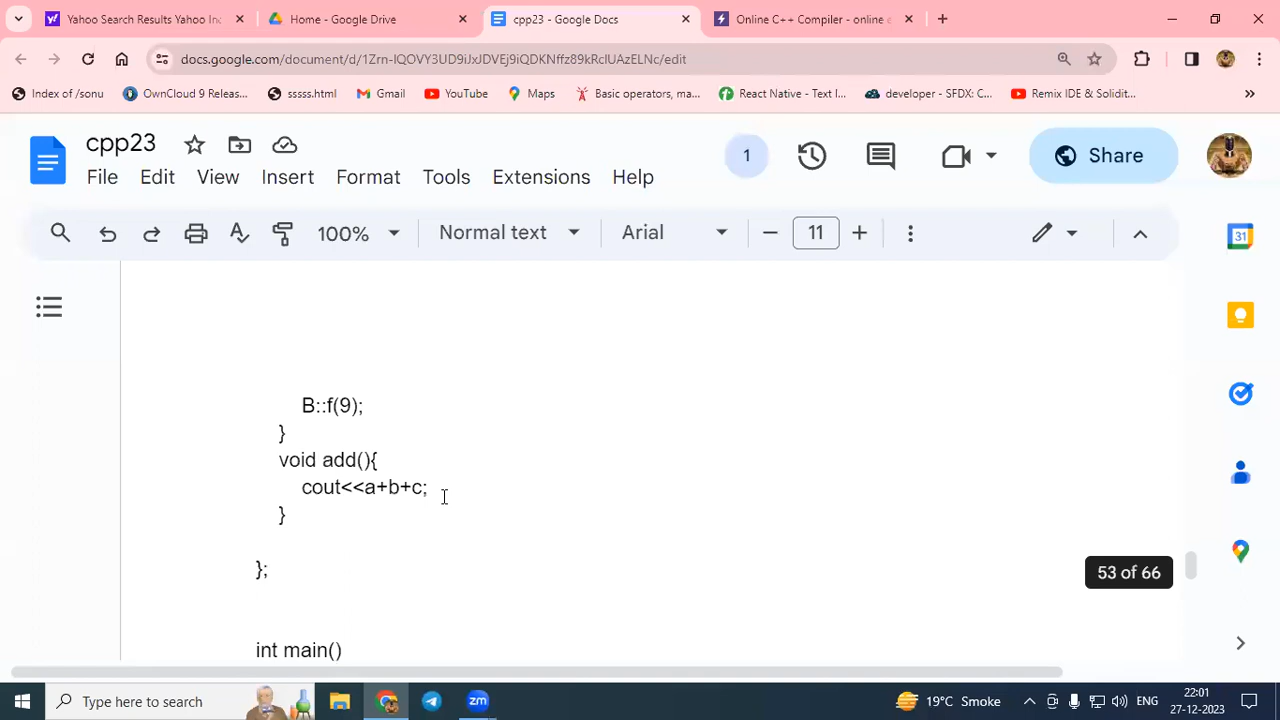 Yahoo Search Results Yahoo Inc
Home - Google Drive
cpp23 - Google Docs
Online C++ Compiler - online e
docs.google.com/document/d/1Zrn-IQOVY3UD9iJxJDVEj9iQDKNffz89kRcIUAzELNc/edit
Index of /sonu
OwnCloud 9 Releas...
sssss.html
Gmail
YouTube
Maps
Basic operators, ma...
React Native - Text I...
developer - SFDX: C...
Remix IDE & Solidit...
cpp23
1
Share
File Edit View Insert Format Tools Extensions Help
100% Normal text Arial 11
31
B::f(9);
}
void add(){
cout<<a+b+c;
}
};
int main()
53 of 66
Type here to search
zm
19°C Smoke
ENG
22:01
27-12-2023